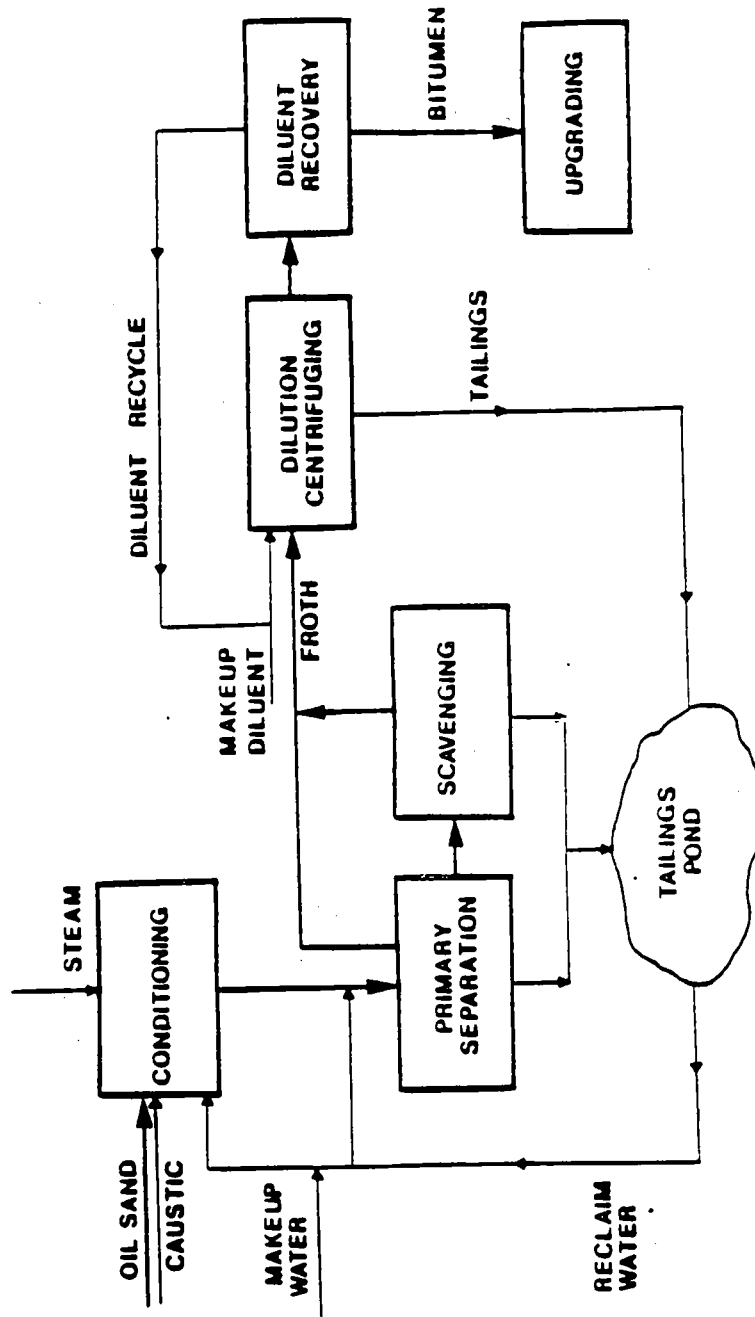 STEAM
OIL SAND
CAUSTIC
CONDITIONING
MAKEUP
WATER
PRIMARY
SEPARATION
SCAVENGING
TAILINGS
POND
RECLAIM
WATER
FROTH
MAKEUP
DILUENT
DILUENT RECYCLE
DILUTION
CENTRIFUGING
TAILINGS
DILUENT
RECOVERY
BITUMEN
UPGRADING